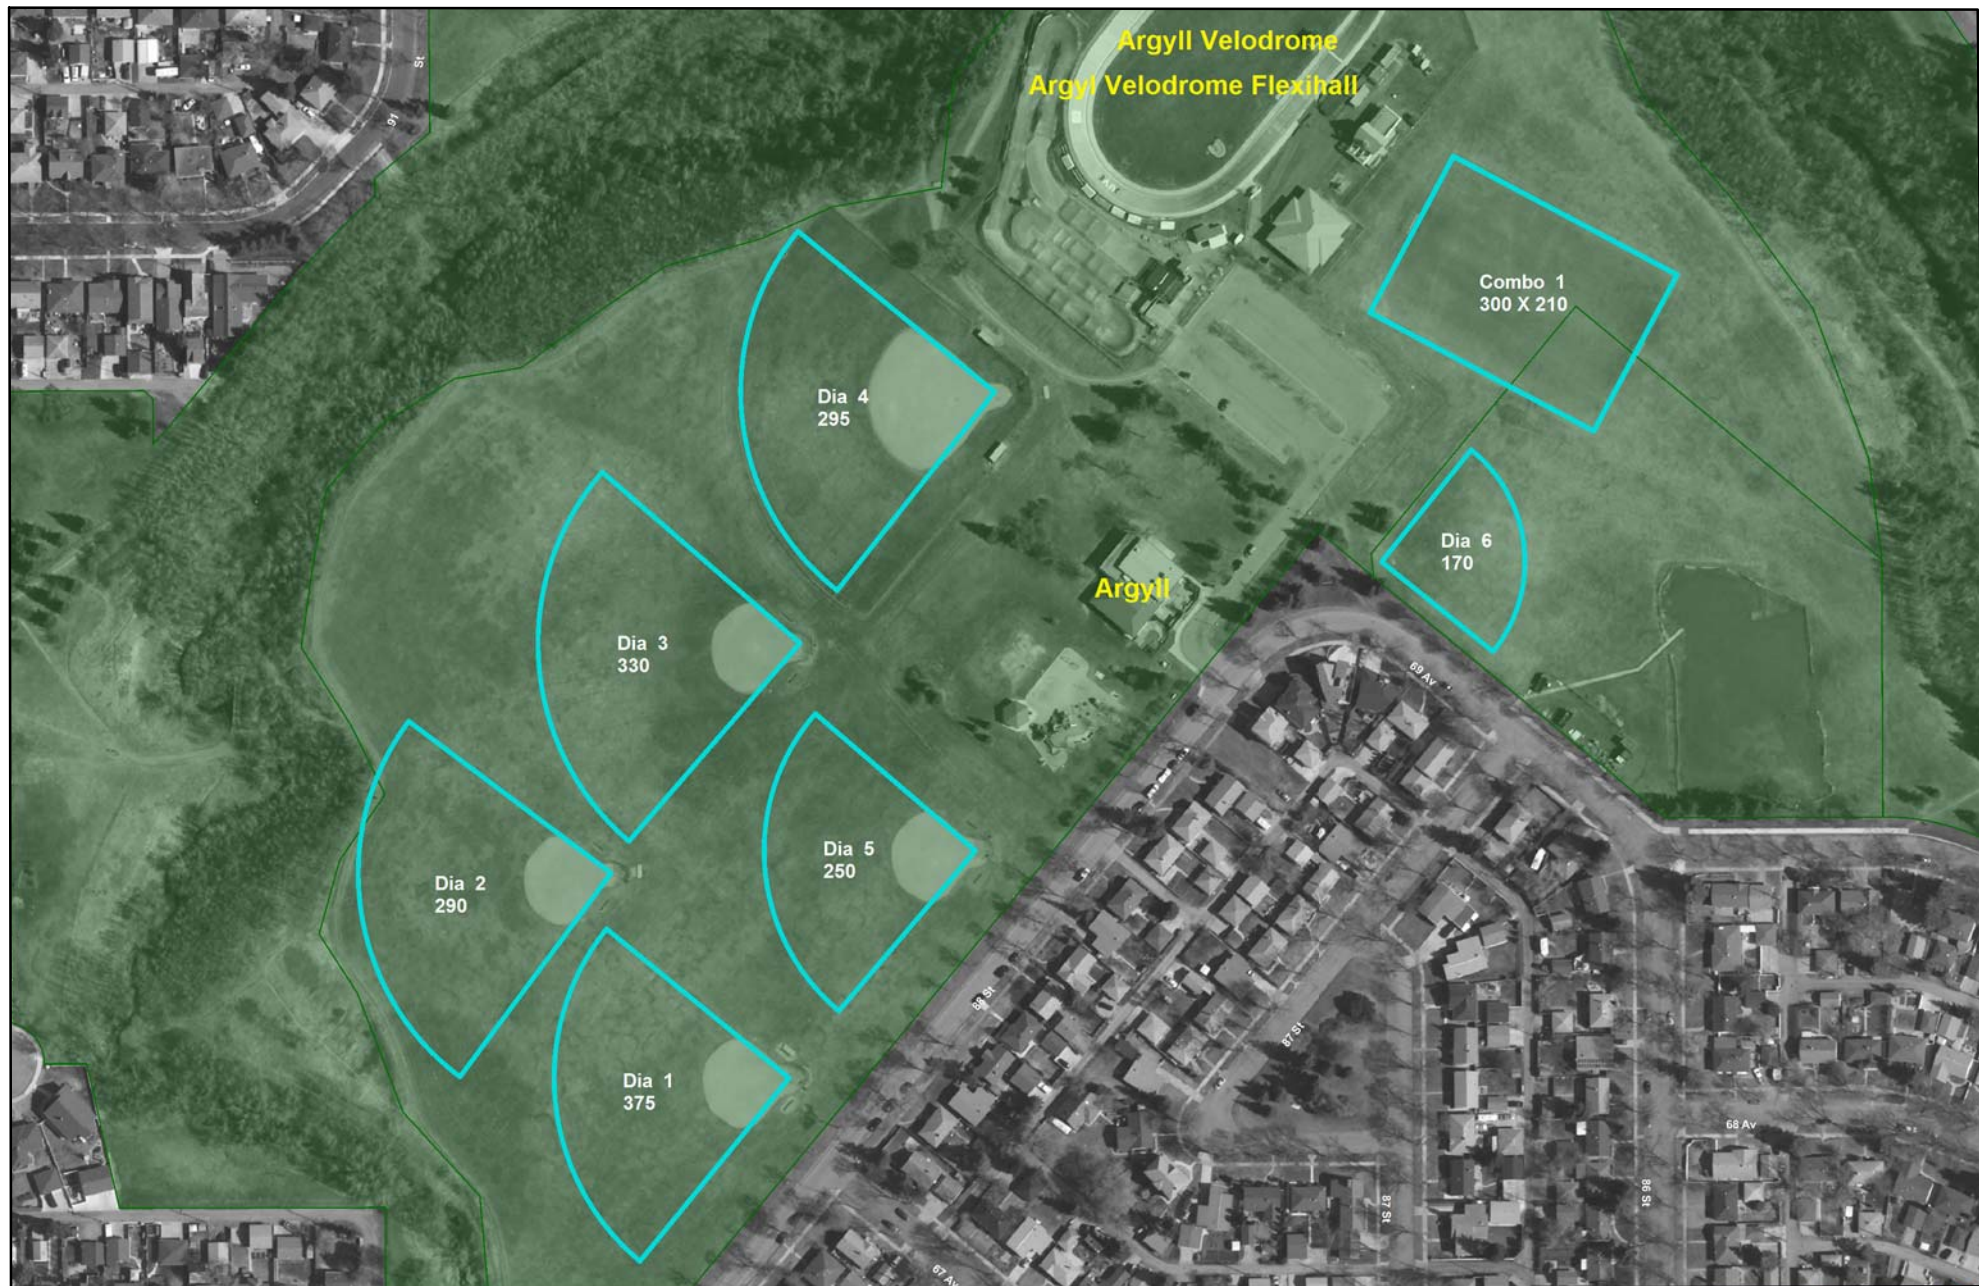 Argyll Velodrome
Argyl Velodrome Flexihall
St
91
Combo 1
300 X 210
Dia 4
295
Dia 6
170
Argyll
Dia 3
330
69 Av
Dia 5
250
Dia 2
290
88 St
87 St
Dia 1
375
68 Av
86 St
87 St
67 Av